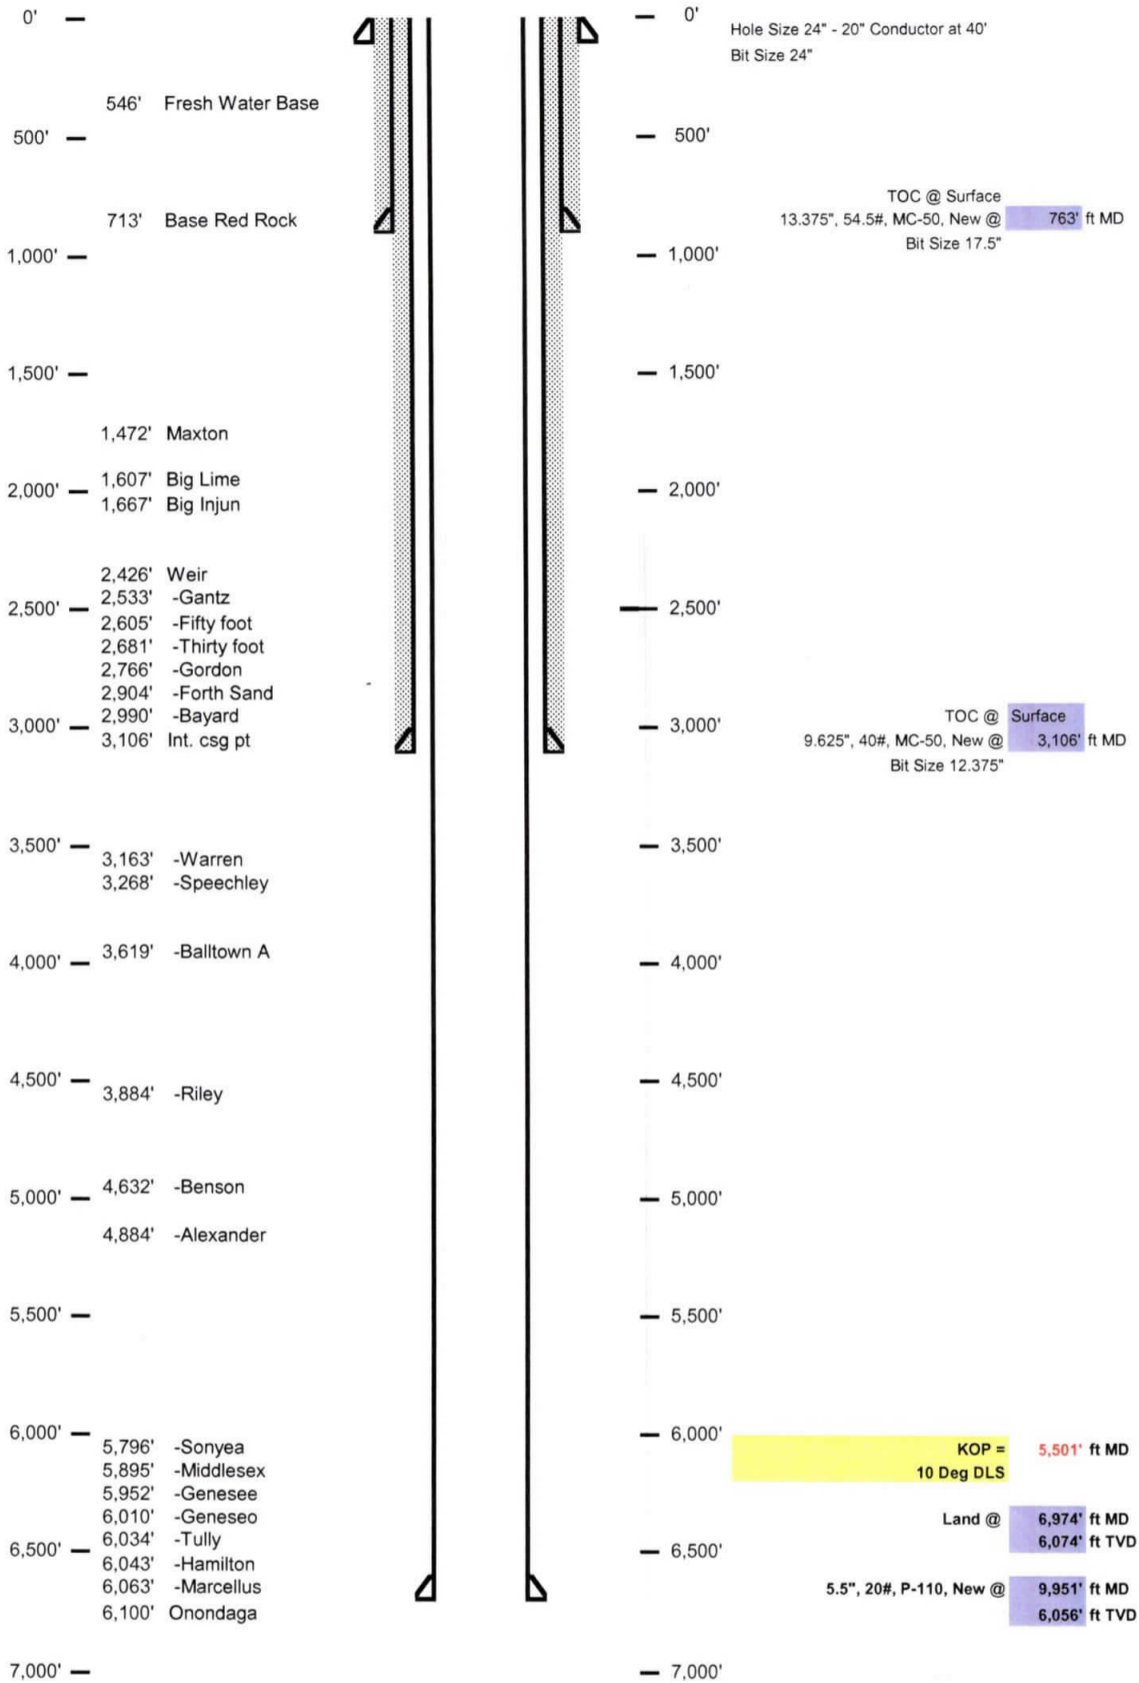 0'
0'
Hole Size 24" - 20" Conductor at 40'
Bit Size 24"
546' Fresh Water Base
500'
500'
TOC @ Surface
713' Base Red Rock
13.375", 54.5#, MC-50, New @ 763' ft MD
Bit Size 17.5"
1,000'
1,000'
1,500'
1,500'
1,472' Maxton
1,607' Big Lime
2,000'
2,000'
1,667' Big Injun
2,426' Weir
2,533' -Gantz
2,500'
2,500'
2,605' -Fifty foot
2,681' -Thirty foot
2,766' -Gordon
2,904' -Forth Sand
2,990' -Bayard
TOC @ Surface
3,000'
3,000'
3,106' Int. csg pt
9.625", 40#, MC-50, New @ 3,106' ft MD
Bit Size 12.375"
3,500'
3,500'
3,163' -Warren
3,268' -Speechley
3,619' -Balltown A
4,000'
4,000'
4,500'
4,500'
3,884' -Riley
4,632' -Benson
5,000'
5,000'
4,884' -Alexander
5,500'
5,500'
6,000'
6,000'
5,796' -Sonyea
KOP = 5,501' ft MD
5,895' -Middlesex
10 Deg DLS
5,952' -Genesee
6,010' -Geneseo
Land @ 6,974' ft MD
6,034' -Tully
6,074' ft TVD
6,500'
6,500'
6,043' -Hamilton
6,063' -Marcellus
5.5", 20#, P-110, New @ 9,951' ft MD
6,100' Onondaga
6,056' ft TVD
7,000'
7,000'